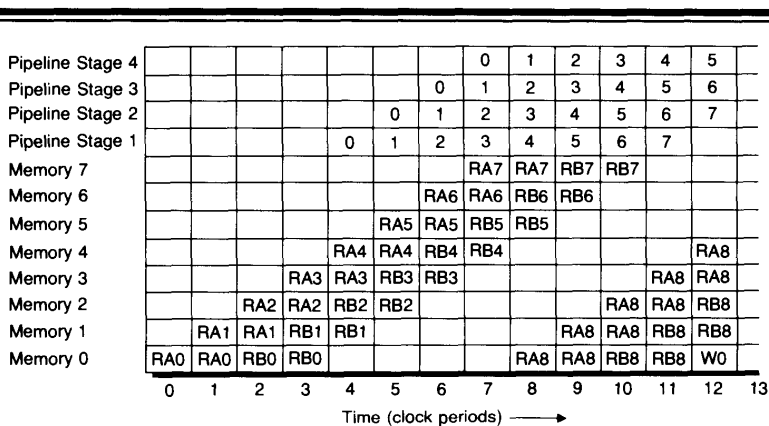 Pipeline Stage 4 0 1 2 3 4 5
Pipeline Stage 3 0 1 2 3 4 5 6
Pipeline Stage 2 0 1 2 3 4 5 6 7
Pipeline Stage 1 0 1 2 3 4 5 6 7
Memory 7 RA7 RA7 RB7 RB7
Memory 6 RA6 RA6 RB6 RB6
Memory 5 RA5 RA5 RB5 RB5
Memory 4 RA4 RA4 RB4 RB4 RA8
Memory 3 RA3 RA3 RB3 RB3 RA8 RA8
Memory 2 RA2 RA2 RB2 RB2 RA8 RA8 RB8
Memory 1 RA1 RA1 RB1 RB1 RA8 RA8 RB8 RB8
Memory 0 RA0 RA0 RB0 RB0 RA8 RA8 RB8 RB8 W0
0 1 2 3 4 5 6 7 8 9 10 11 12 13
Time (clock periods)